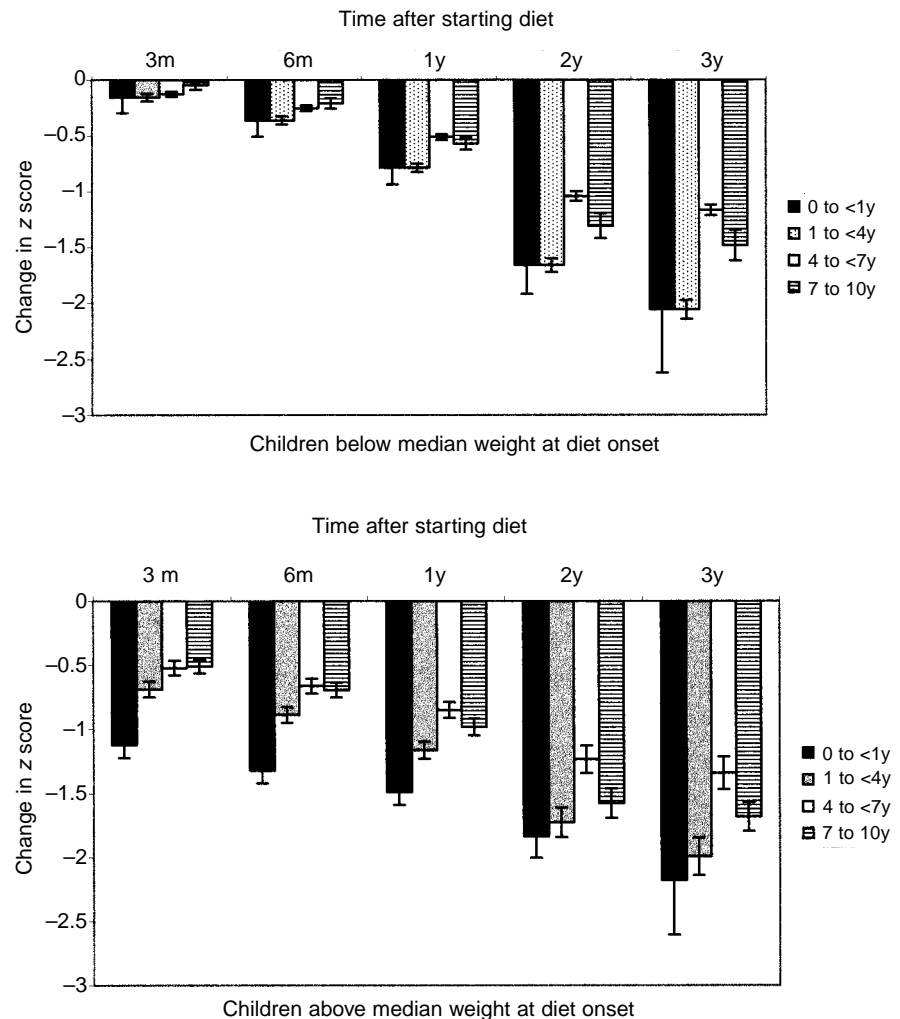 Time after starting diet
3m 6m 1y 2y 3y
0
–0.5
–1
–1.5
–2
–2.5
–3
Change in z score
0 to <1y
1 to <4y
4 to <7y
7 to 10y
Children below median weight at diet onset
Time after starting diet
3 m 6m 1y 2y 3y
0
–0.5
–1
–1.5
–2
–2.5
–3
Change in z score
0 to <1y
1 to <4y
4 to <7y
7 to 10y
Children above median weight at diet onset